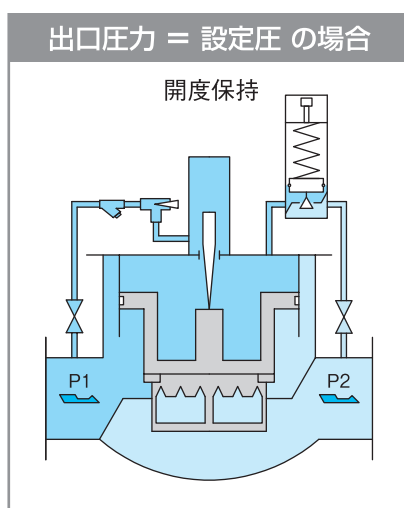 出口圧力 = 設定圧 の場合
開度保持
P1
P2